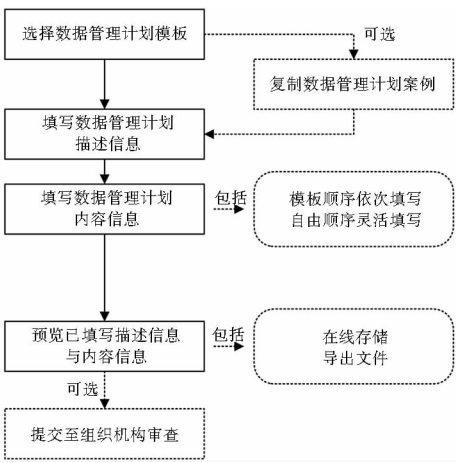 选择数据管理计划模板
可选
复制数据管理计划案例
填写数据管理计划
描述信息
填写数据管理计划
内容信息
包括
模板顺序依次填写
自由顺序灵活填写
预览已填写描述信息
与内容信息
包括
在线存储
导出文件
可选
提交至组织机构审查